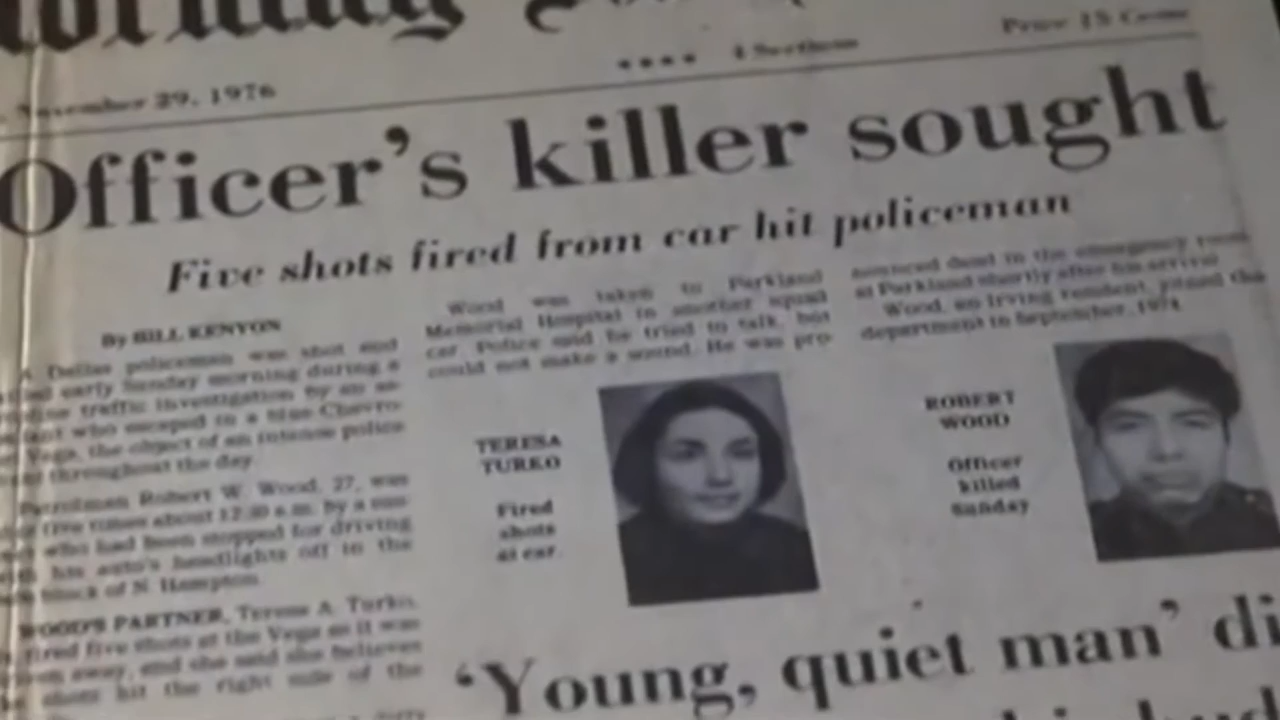 Morning
November 29, 1976
4 Sections
Price 15 Cents
Officer's killer sought
Five shots fired from car hit policeman
By BILL KENYON
A Dallas policeman was shot and
early Sunday morning during a
traffic investigation by an
who escaped in a blue Chevro-
Vega, the object of an intense police
throughout the day.
Patrolman Robert W. Wood, 27, was
five times about 12:30 a.m. by a
who had been stopped for driving
his auto's headlights off in the
block of N. Hampton.
WOOD'S PARTNER, Teresa A. Turko,
fired five shots at the Vega as it was
away, and she said she believes
shots hit the right side of the
Wood was taken to Parkland
Memorial Hospital in another squad
car. Police said he tried to talk, but
could not make a sound. He was pro-
nounced dead in the emergency room
at Parkland shortly after his arrival.
Wood, an Irving resident, joined the
department in September, 1974.
TERESA
TURKO
Fired
shots
at car.
ROBERT
WOOD
Officer
killed
Sunday
'Young, quiet man' di